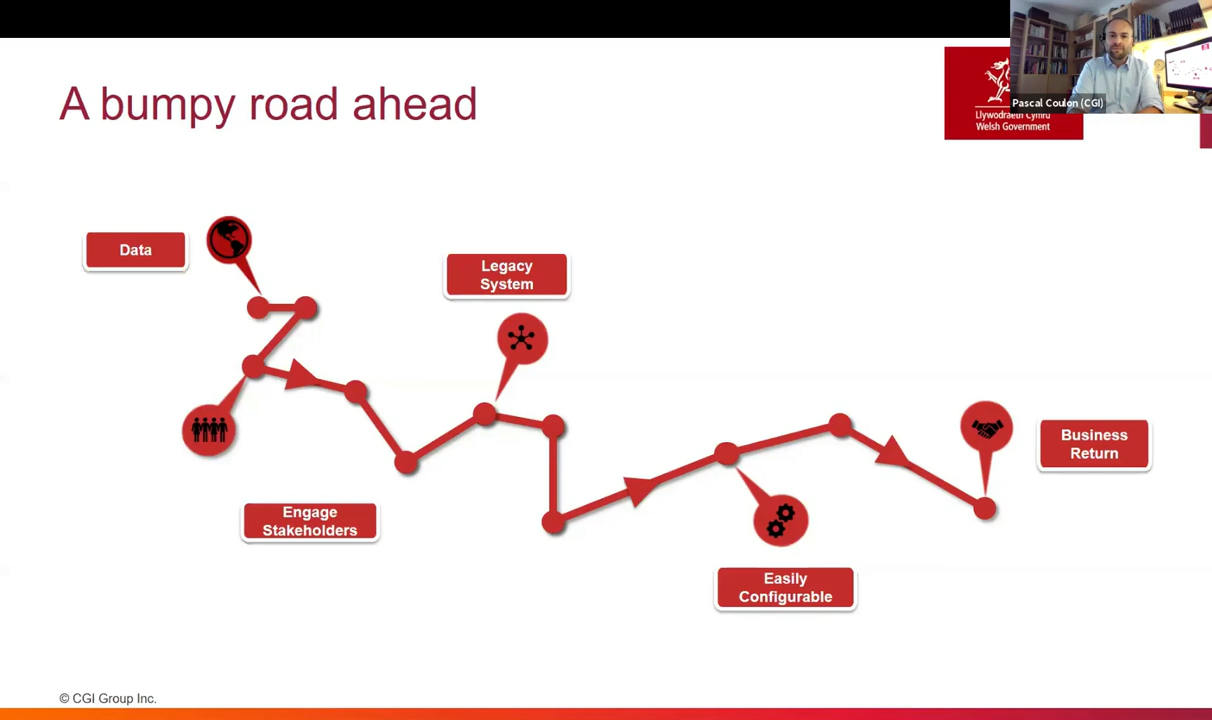 A bumpy road ahead
Pascal Coulon (CGI)
Llywodraeth Cymru
Welsh Government
Data
Legacy
System
Engage
Stakeholders
Easily
Configurable
Business
Return
© CGI Group Inc.